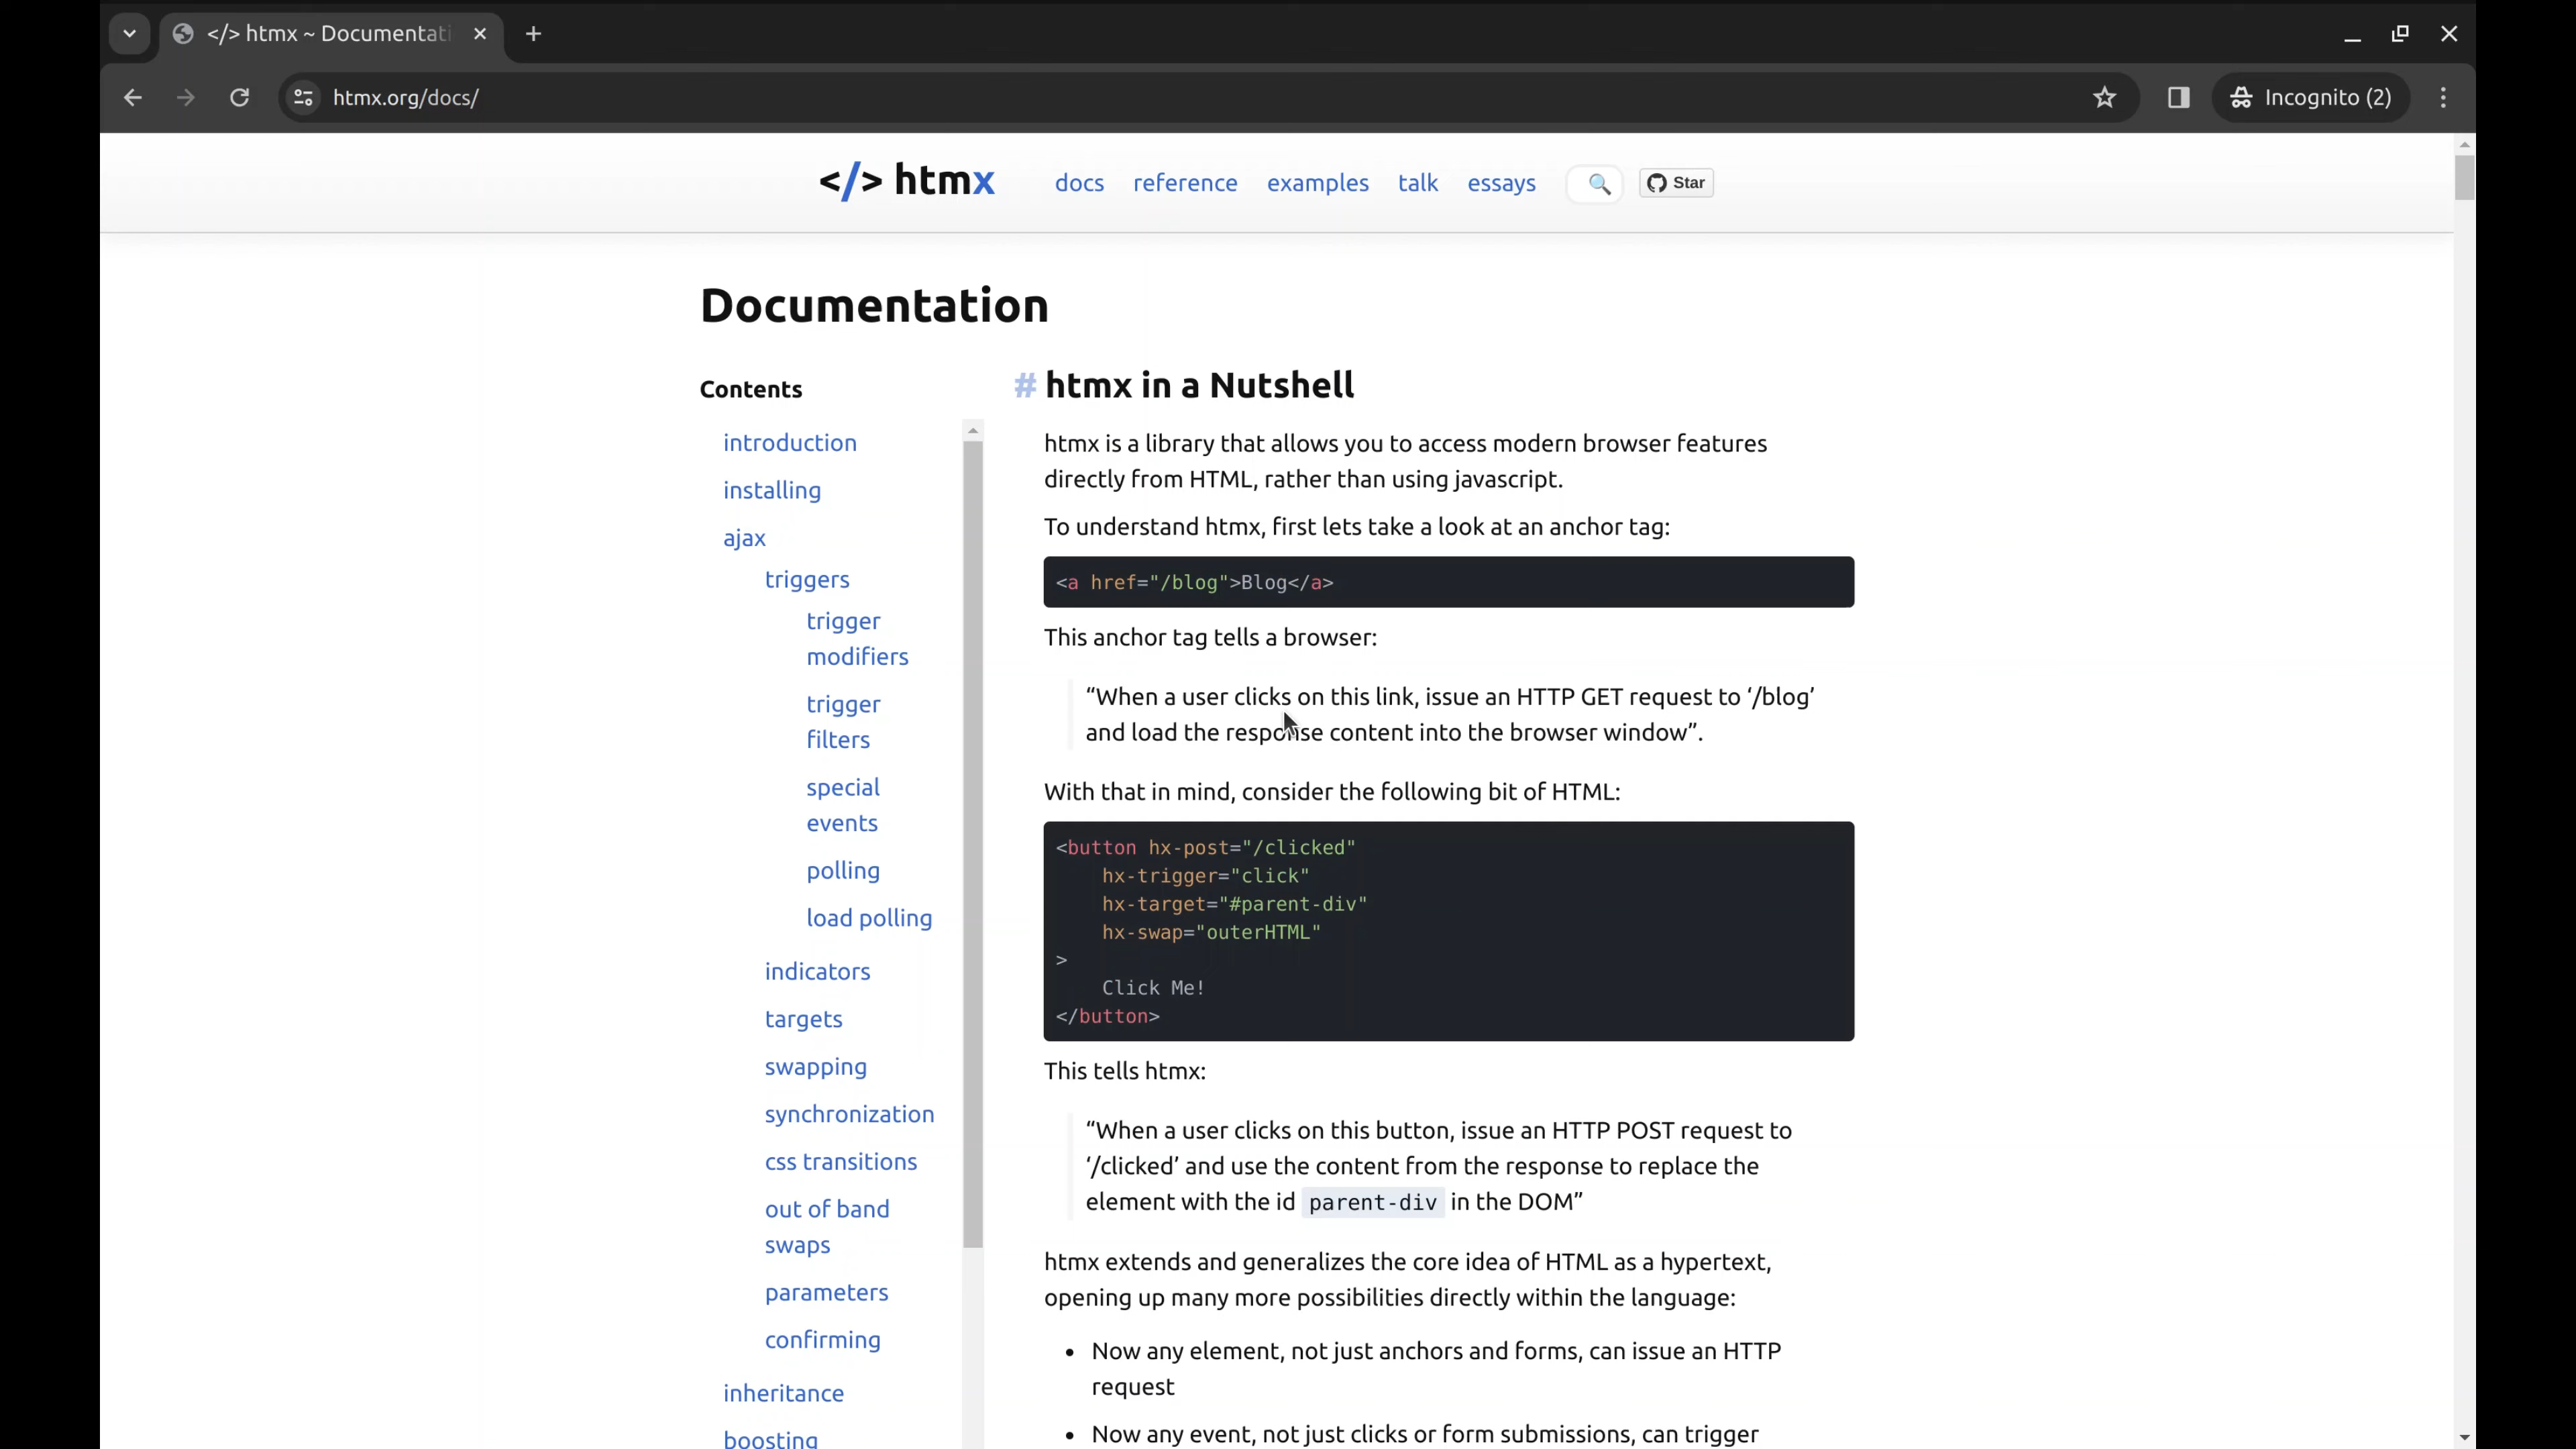 </> htmx ~ Documentati
htmx.org/docs/
Incognito (2)
</> htmx
docs reference examples talk essays
Star
Documentation
Contents
introduction
installing
ajax
triggers
trigger
modifiers
trigger
filters
special
events
polling
load polling
indicators
targets
swapping
synchronization
css transitions
out of band
swaps
parameters
confirming
inheritance
boosting
# htmx in a Nutshell
htmx is a library that allows you to access modern browser features
directly from HTML, rather than using javascript.
To understand htmx, first lets take a look at an anchor tag:
<a href="/blog">Blog</a>
This anchor tag tells a browser:
“When a user clicks on this link, issue an HTTP GET request to ‘/blog’
and load the response content into the browser window”.
With that in mind, consider the following bit of HTML:
<button hx-post="/clicked"
hx-trigger="click"
hx-target="#parent-div"
hx-swap="outerHTML"
>
Click Me!
</button>
This tells htmx:
“When a user clicks on this button, issue an HTTP POST request to
‘/clicked’ and use the content from the response to replace the
element with the id parent-div in the DOM”
htmx extends and generalizes the core idea of HTML as a hypertext,
opening up many more possibilities directly within the language:
• Now any element, not just anchors and forms, can issue an HTTP
request
• Now any event, not just clicks or form submissions, can trigger